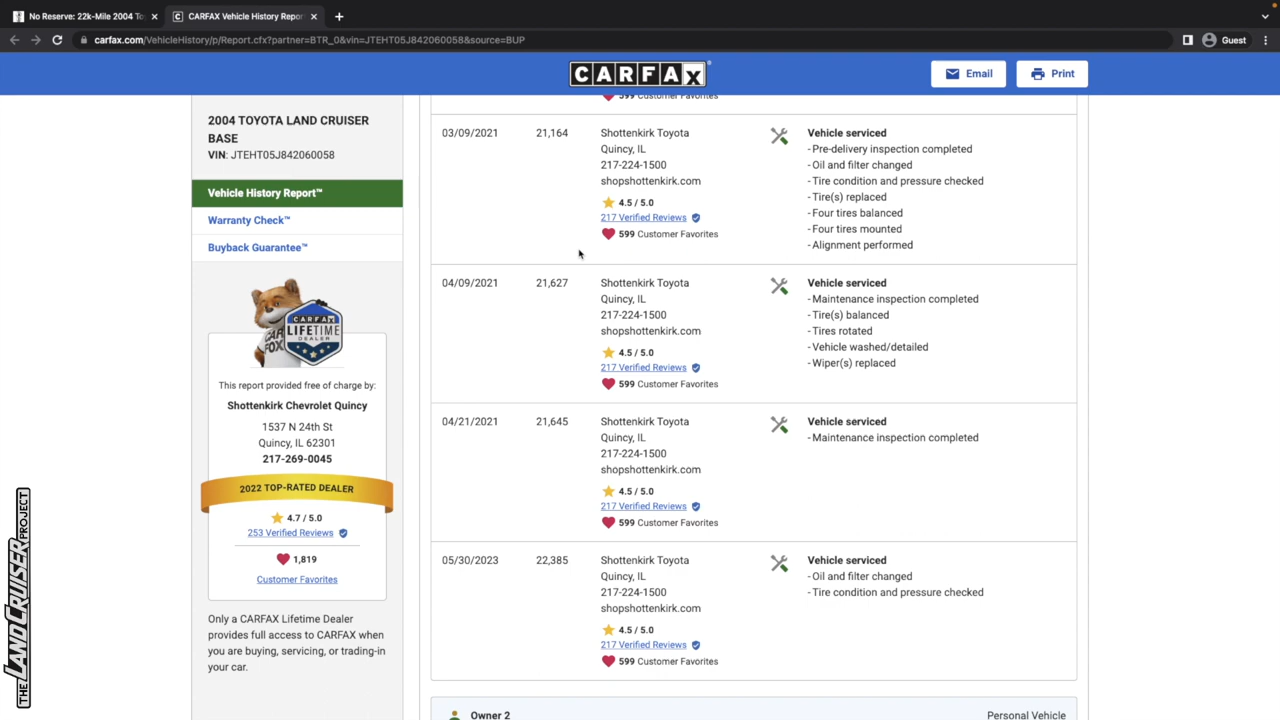 No Reserve: 22k-Mile 2004 To
CARFAX Vehicle History Repor
carfax.com/VehicleHistory/p/Report.cfx?partner=BTR_0&vin=JTEHT05J842060058&source=BUP
Guest
CARFAX
Email
Print
2004 TOYOTA LAND CRUISER
BASE
VIN: JTEHT05J842060058
Vehicle History Report™
Warranty Check™
Buyback Guarantee™
CARFAX
LIFETIME
DEALER
CAR
FOX
This report provided free of charge by:
Shottenkirk Chevrolet Quincy
1537 N 24th St
Quincy, IL 62301
217-269-0045
2022 TOP-RATED DEALER
4.7 / 5.0
253 Verified Reviews
1,819
Customer Favorites
Only a CARFAX Lifetime Dealer
provides full access to CARFAX when
you are buying, servicing, or trading-in
your car.
599 Customer Favorites
03/09/2021 21,164 Shottenkirk Toyota Vehicle serviced
Quincy, IL - Pre-delivery inspection completed
217-224-1500 - Oil and filter changed
shopshottenkirk.com - Tire condition and pressure checked
4.5 / 5.0 - Tire(s) replaced
217 Verified Reviews - Four tires balanced
599 Customer Favorites - Four tires mounted
- Alignment performed
04/09/2021 21,627 Shottenkirk Toyota Vehicle serviced
Quincy, IL - Maintenance inspection completed
217-224-1500 - Tire(s) balanced
shopshottenkirk.com - Tires rotated
4.5 / 5.0 - Vehicle washed/detailed
217 Verified Reviews - Wiper(s) replaced
599 Customer Favorites
04/21/2021 21,645 Shottenkirk Toyota Vehicle serviced
Quincy, IL - Maintenance inspection completed
217-224-1500
shopshottenkirk.com
4.5 / 5.0
217 Verified Reviews
599 Customer Favorites
05/30/2023 22,385 Shottenkirk Toyota Vehicle serviced
Quincy, IL - Oil and filter changed
217-224-1500 - Tire condition and pressure checked
shopshottenkirk.com
4.5 / 5.0
217 Verified Reviews
599 Customer Favorites
Owner 2 Personal Vehicle
THE LAND CRUISER PROJECT